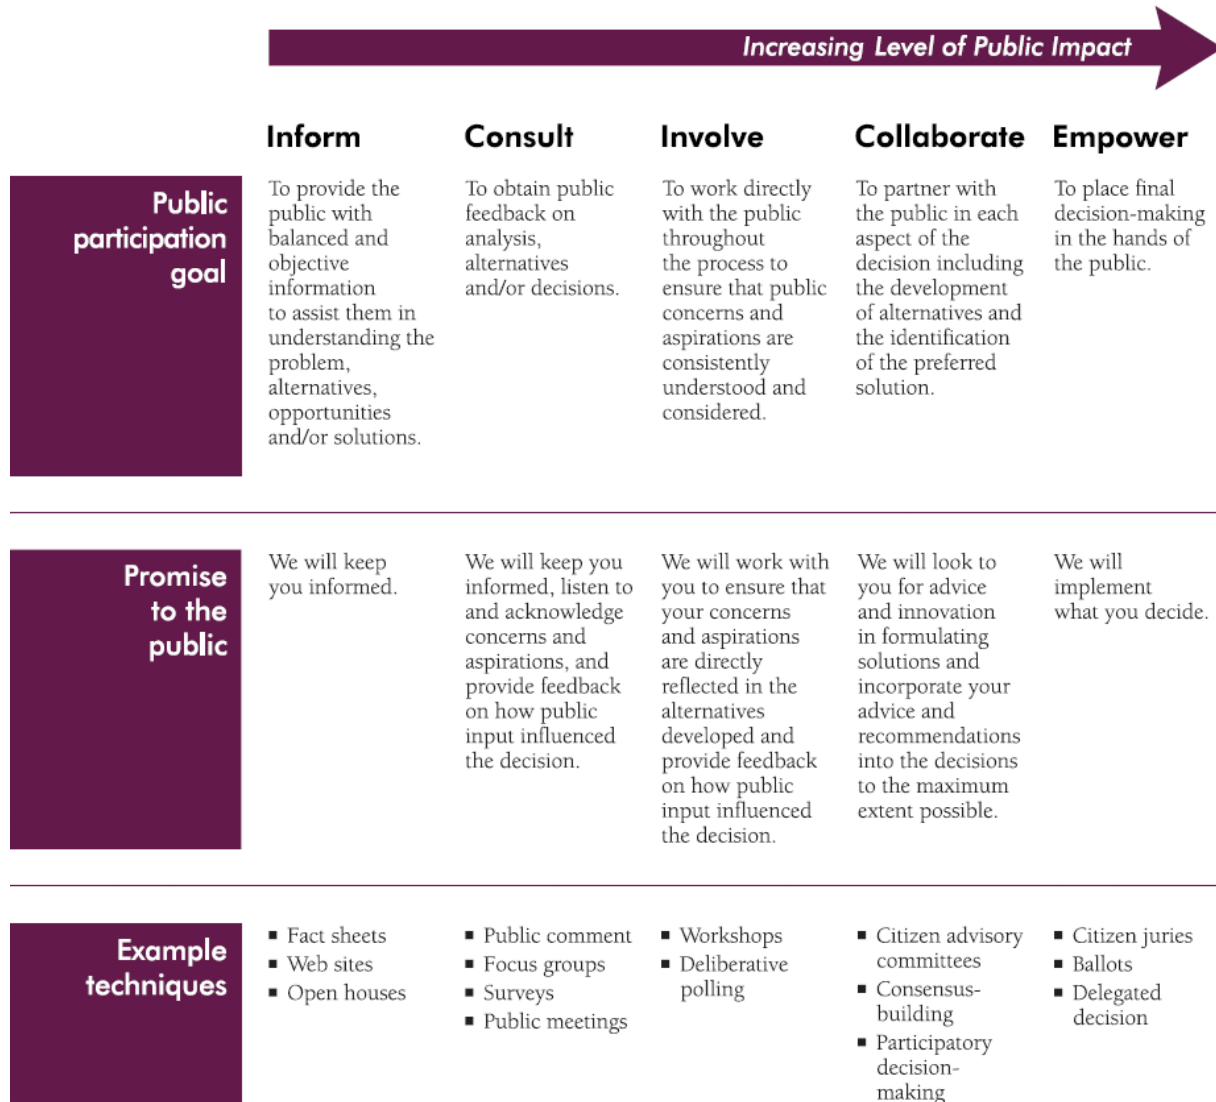 Increasing Level of Public Impact
Inform
Consult
Involve
Collaborate
Empower
Public
participation
goal
To provide the
public with
balanced and
objective
information
to assist them in
understanding the
problem,
alternatives,
opportunities
and/or solutions.
To obtain public
feedback on
analysis,
alternatives
and/or decisions.
To work directly
with the public
throughout
the process to
ensure that public
concerns and
aspirations are
consistently
understood and
considered.
To partner with
the public in each
aspect of the
decision including
the development
of alternatives and
the identification
of the preferred
solution.
To place final
decision-making
in the hands of
the public.
Promise
to the
public
We will keep
you informed.
We will keep you
informed, listen to
and acknowledge
concerns and
aspirations, and
provide feedback
on how public
input influenced
the decision.
We will work with
you to ensure that
your concerns
and aspirations
are directly
reflected in the
alternatives
developed and
provide feedback
on how public
input influenced
the decision.
We will look to
you for advice
and innovation
in formulating
solutions and
incorporate your
advice and
recommendations
into the decisions
to the maximum
extent possible.
We will
implement
what you decide.
Example
techniques
▪ Fact sheets
▪ Web sites
▪ Open houses
▪ Public comment
▪ Focus groups
▪ Surveys
▪ Public meetings
▪ Workshops
▪ Deliberative
polling
▪ Citizen advisory
committees
▪ Consensus-
building
▪ Participatory
decision-
making
▪ Citizen juries
▪ Ballots
▪ Delegated
decision